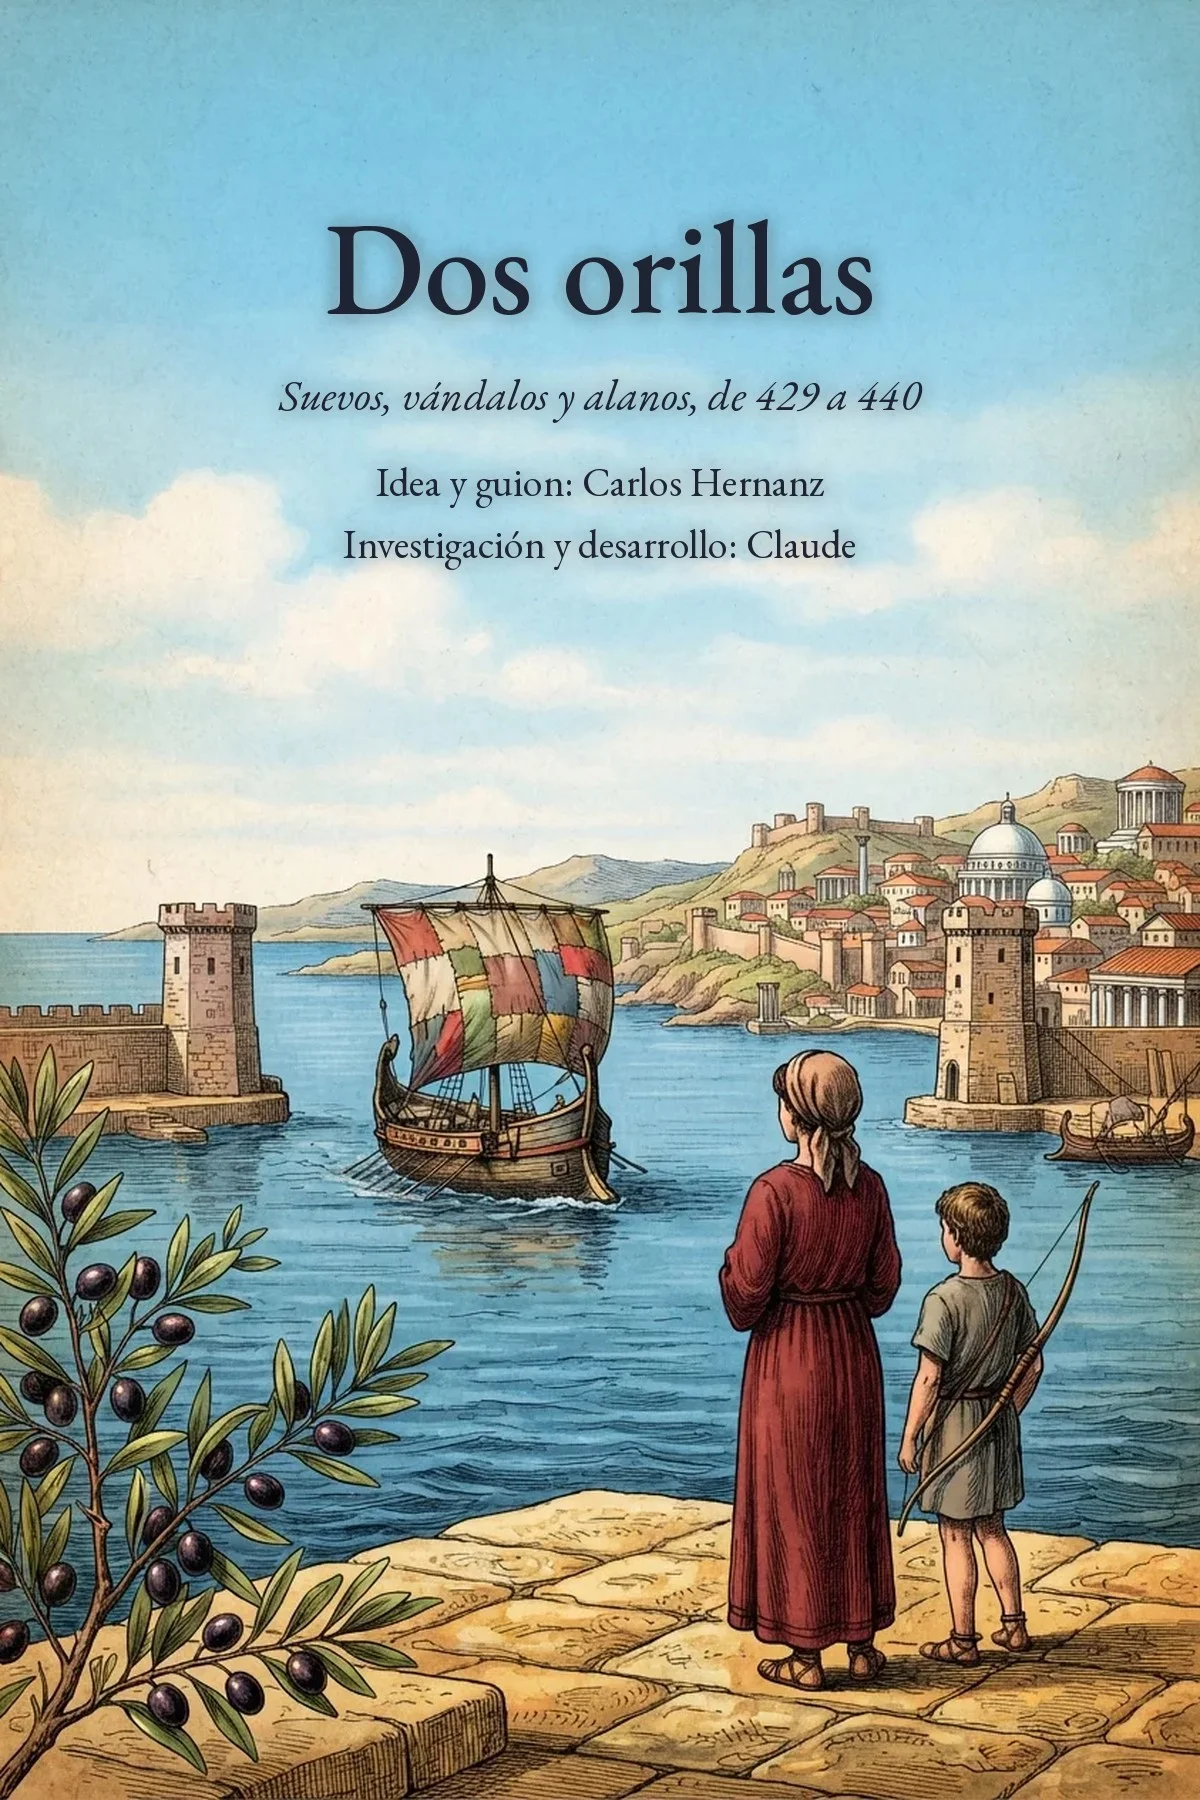 Dos orillas
Suevos, vándalos y alanos, de 429 a 440
Idea y guion: Carlos Hernanz
Investigación y desarrollo: Claude